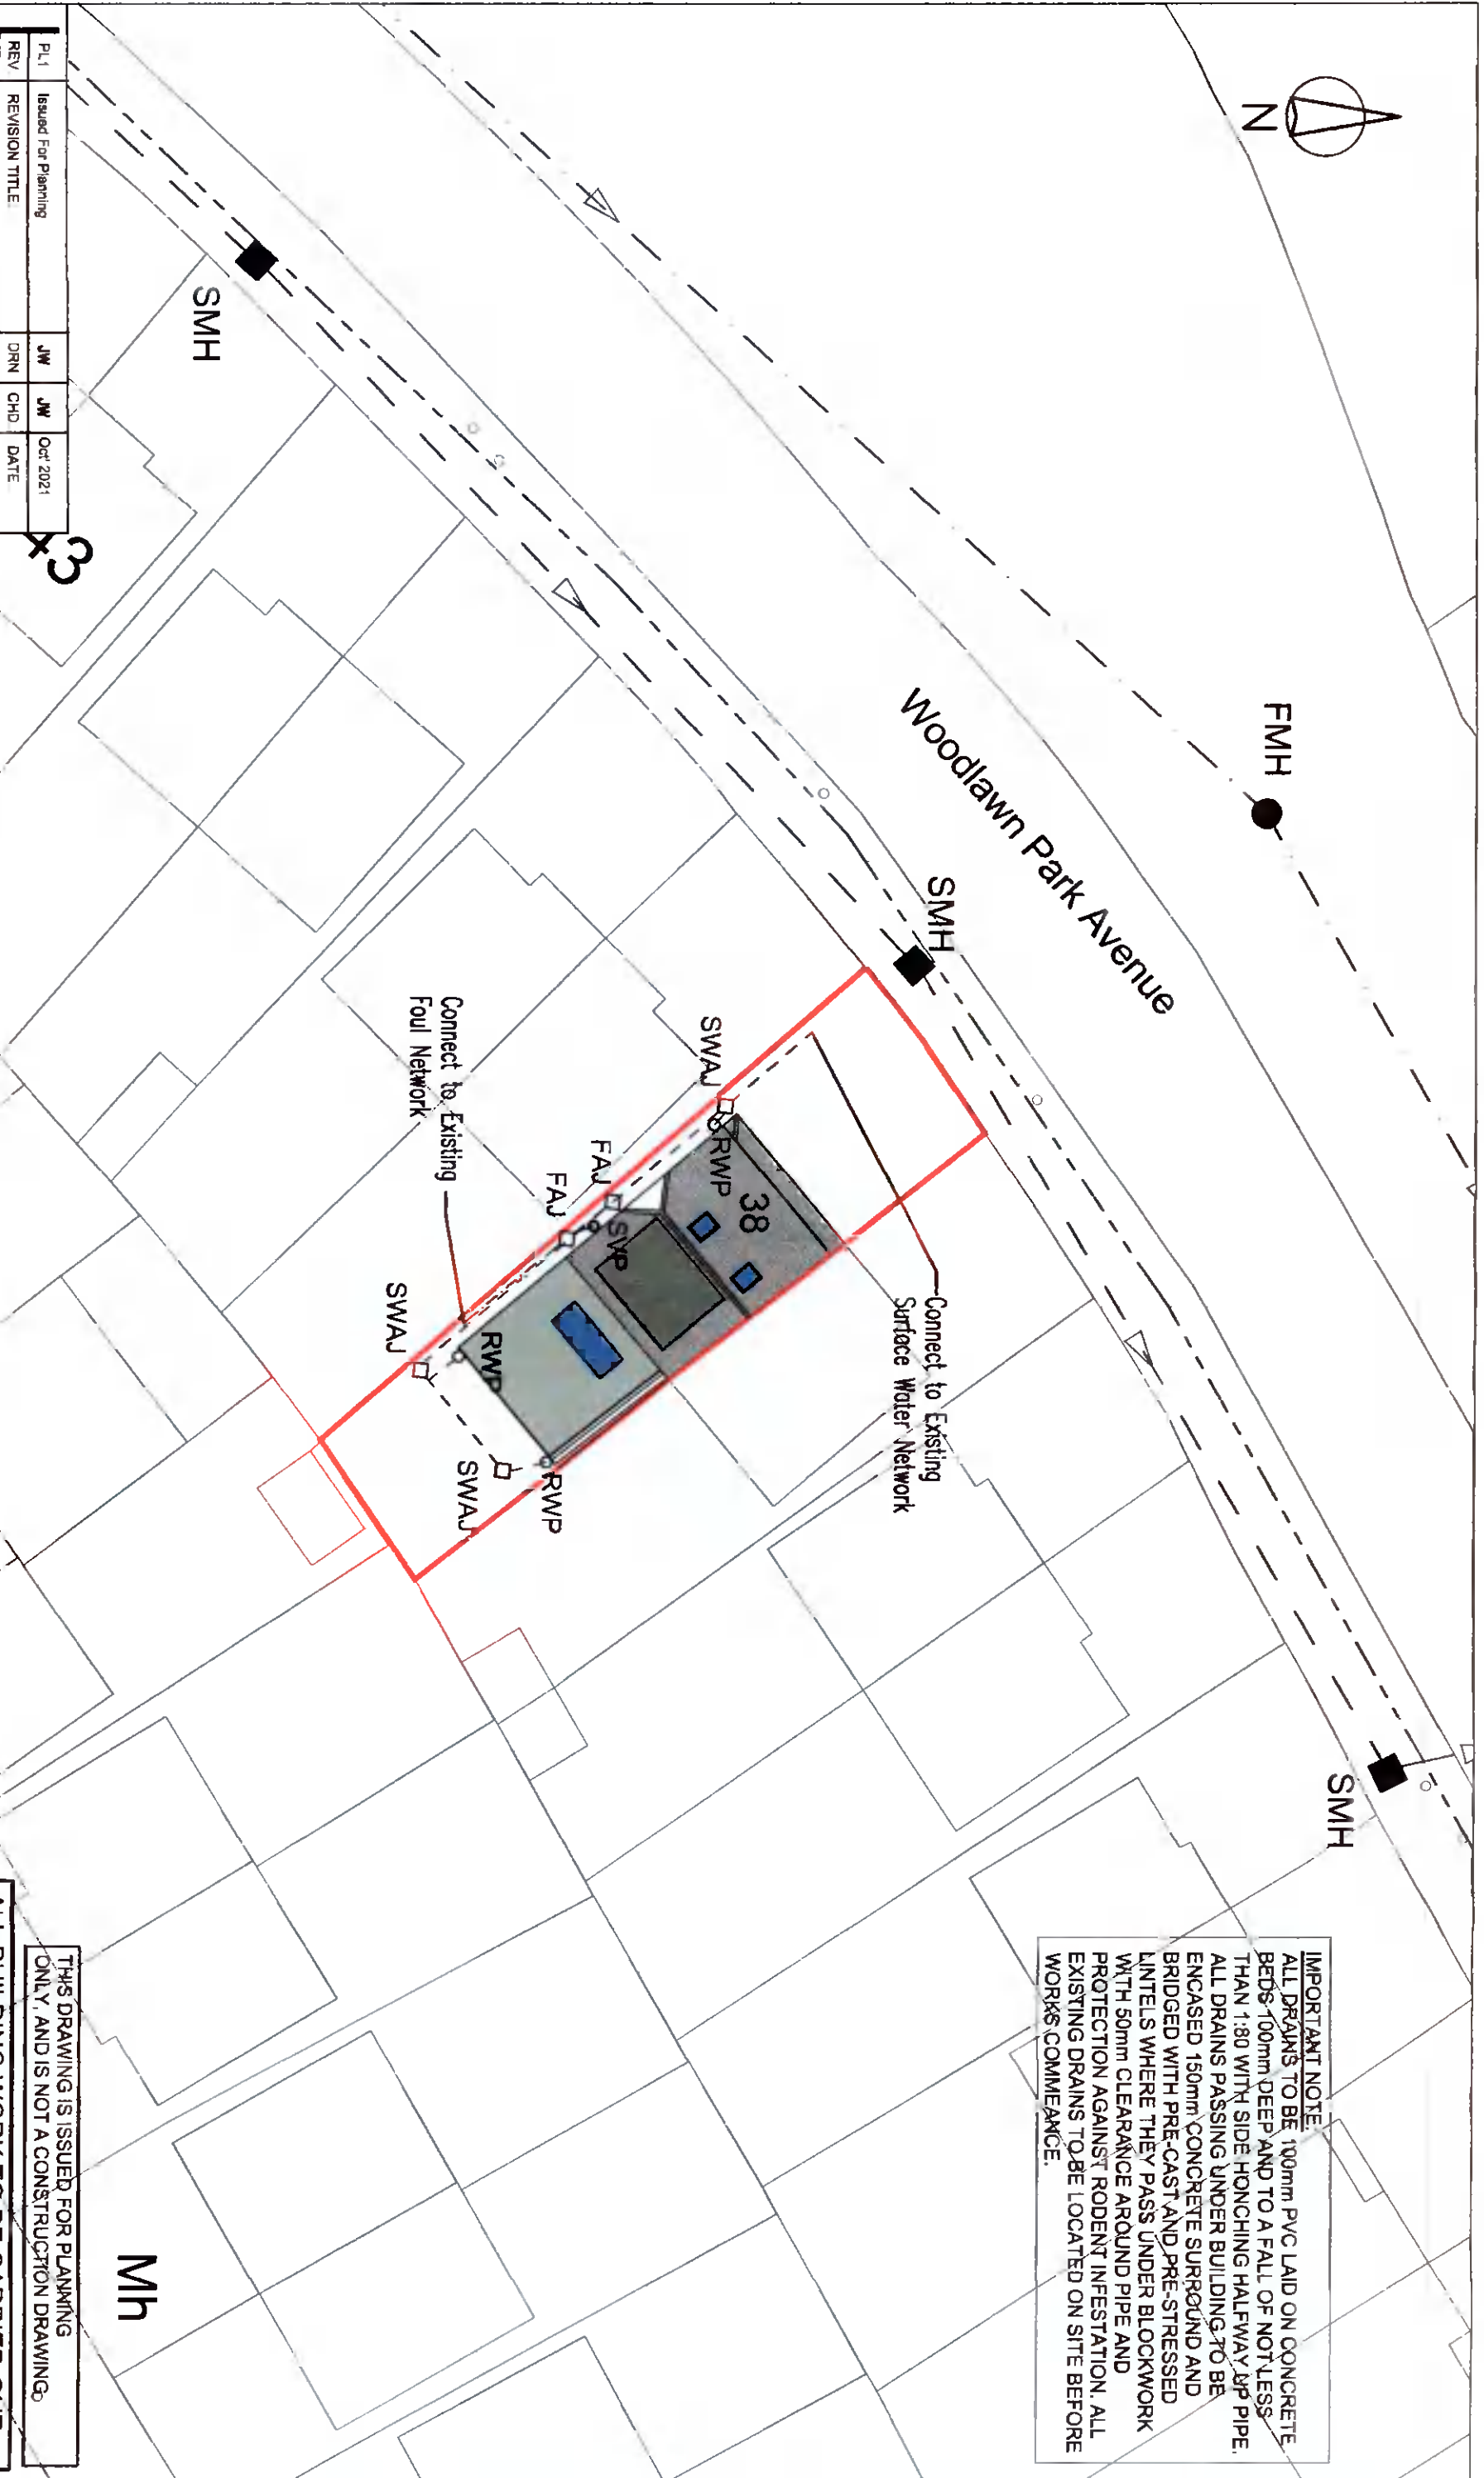 N
FMH
Woodlawn Park Avenue
SMH
SMH
SMH
IMPORTANT NOTE:
ALL DRAINS TO BE 100mm PVC LAID ON CONCRETE
BEDS 100mm DEEP AND TO A FALL OF NOT LESS
THAN 1:80 WITH SIDE HONCHING HALFWAY UP PIPE.
ALL DRAINS PASSING UNDER BUILDING TO BE
ENCASED 150mm CONCRETE SURROUND AND
BRIDGED WITH PRE-CAST AND PRE-STRESSED
LINTELS WHERE THEY PASS UNDER BLOCKWORK
WITH 50mm CLEARANCE AROUND PIPE AND
PROTECTION AGAINST RODENT INFESTATION. ALL
EXISTING DRAINS TO BE LOCATED ON SITE BEFORE
WORKS COMMEANCE.
Connect to Existing
Surface Water Network
SWAJ
RWP
38
FAJ
SVP
FAJ
Connect to Existing
Foul Network
SWAJ
RWP
RWP
SWAJ
x3
Mh
PL1 Issued For Planning JW JW Oct' 2021
REV. REVISION TITLE DRN CHD DATE
THIS DRAWING IS ISSUED FOR PLANNING
ONLY, AND IS NOT A CONSTRUCTION DRAWING